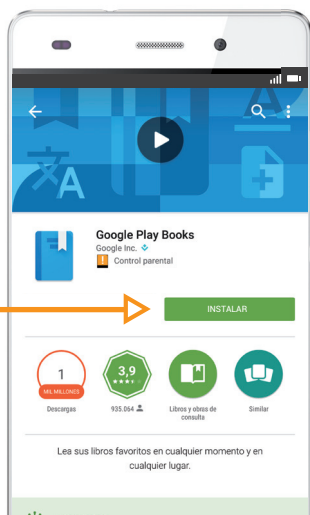 Google Play Books
Google Inc.
Control parental
INSTALAR
1
MIL MILLONES
Descargas
3,9
935.064
Libros y obras de
consulta
Similar
Lea sus libros favoritos en cualquier momento y en
cualquier lugar.